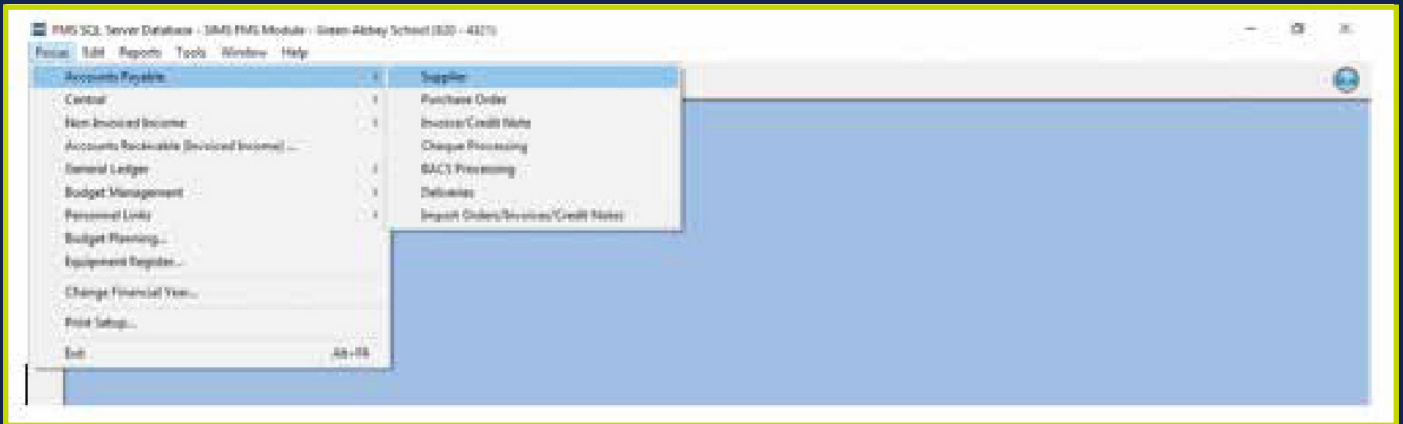 FMS SQL Server Database - SIMS FMS Module - Green Abbey School (820 - 4321)
Focus Edit Reports Tools Window Help
Accounts Payable
Central
Non Invoiced Income
Accounts Receivable (Invoiced Income) ...
General Ledger
Budget Management
Personnel Links
Budget Planning...
Equipment Register...
Change Financial Year...
Print Setup...
Exit Alt+F4
Supplier
Purchase Order
Invoice/Credit Note
Cheque Processing
BACS Processing
Deliveries
Import Orders/Invoices/Credit Notes